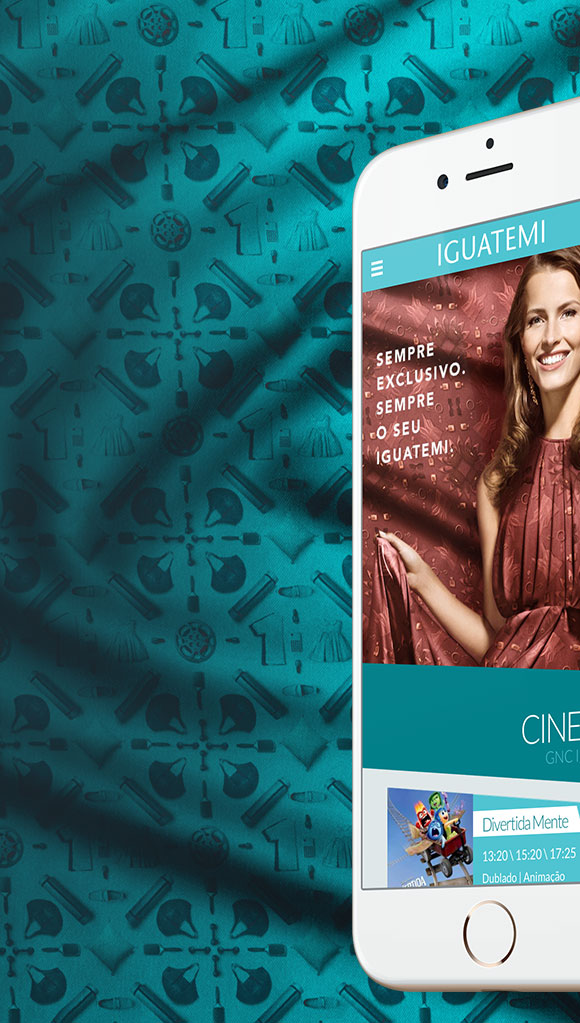 IGUATEMI
SEMPRE
EXCLUSIVO.
SEMPRE
O SEU
IGUATEMI.
CINE
GNC I
Divertida Mente
13:20 \ 15:20 \ 17:25
Dublado | Animação